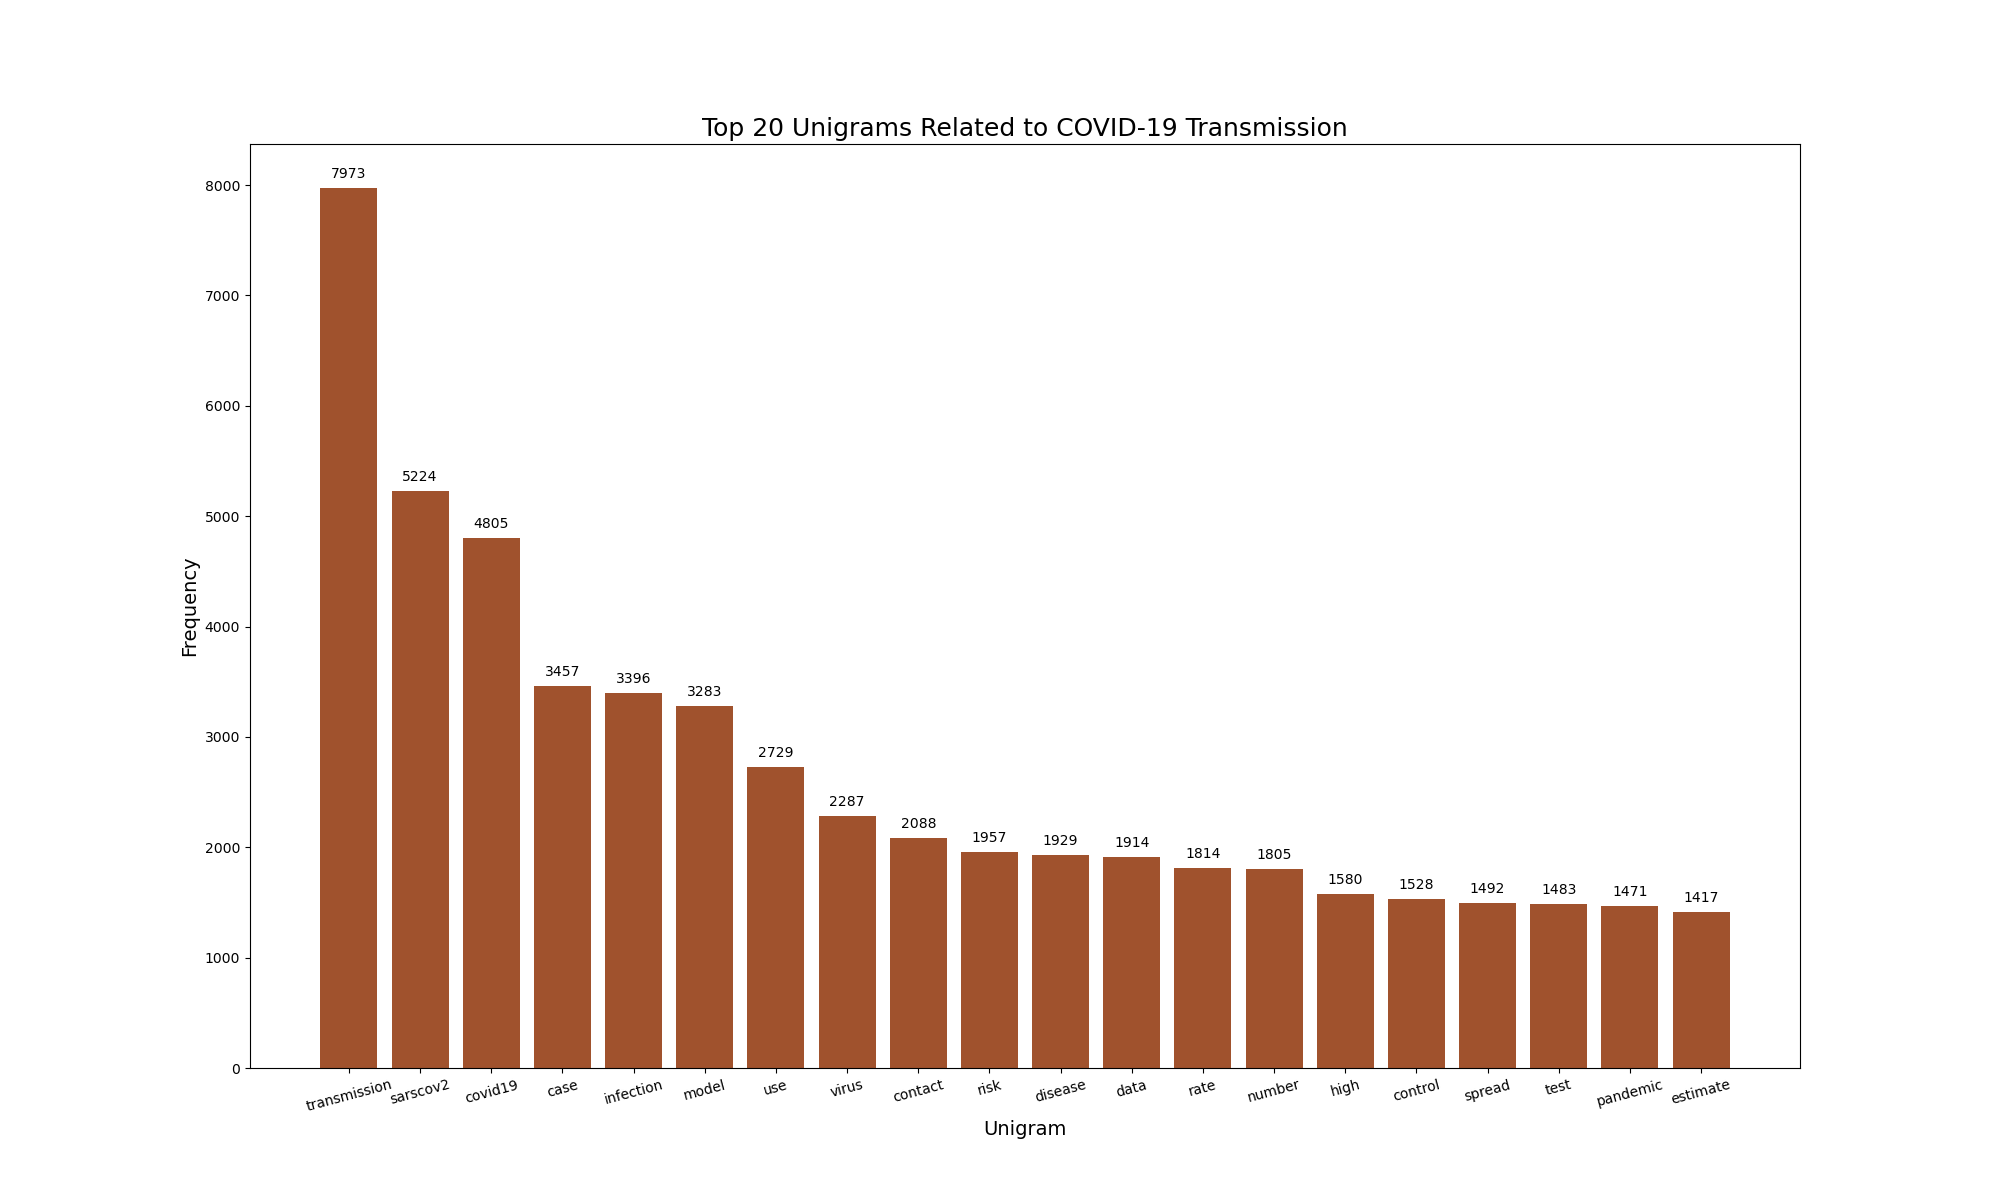 Top 20 Unigrams Related to COVID-19 Transmission
Frequency
8000
7000
6000
5000
4000
3000
2000
1000
0
7973
5224
4805
3457
3396
3283
2729
2287
2088
1957
1929
1914
1814
1805
1580
1528
1492
1483
1471
1417
transmission
sarscov2
covid19
case
infection
model
use
virus
contact
risk
disease
data
rate
number
high
control
spread
test
pandemic
estimate
Unigram